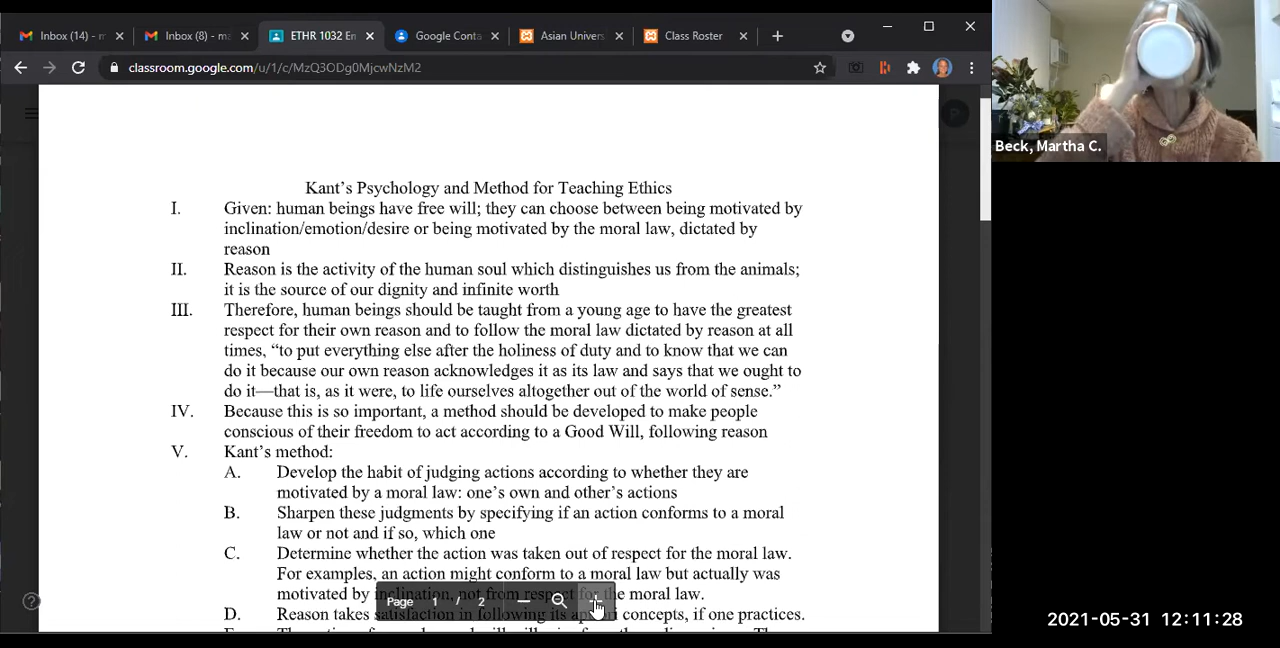 Inbox (14) - m
Inbox (8) - ma
ETHR 1032 En
Google Conta
Asian Univers
Class Roster
classroom.google.com/u/1/c/MzQ3ODg0MjcwNzM2
Beck, Martha C.
Kant's Psychology and Method for Teaching Ethics
I. Given: human beings have free will; they can choose between being motivated by
inclination/emotion/desire or being motivated by the moral law, dictated by
reason
II. Reason is the activity of the human soul which distinguishes us from the animals;
it is the source of our dignity and infinite worth
III. Therefore, human beings should be taught from a young age to have the greatest
respect for their own reason and to follow the moral law dictated by reason at all
times, “to put everything else after the holiness of duty and to know that we can
do it because our own reason acknowledges it as its law and says that we ought to
do it—that is, as it were, to life ourselves altogether out of the world of sense.”
IV. Because this is so important, a method should be developed to make people
conscious of their freedom to act according to a Good Will, following reason
V. Kant's method:
A. Develop the habit of judging actions according to whether they are
motivated by a moral law: one's own and other's actions
B. Sharpen these judgments by specifying if an action conforms to a moral
law or not and if so, which one
C. Determine whether the action was taken out of respect for the moral law.
For examples, an action might conform to a moral law but actually was
motivated by inclination, not from respect for the moral law.
Page 1 / 2
D. Reason takes satisfaction in following its concepts, if one practices.
2021-05-31 12:11:28